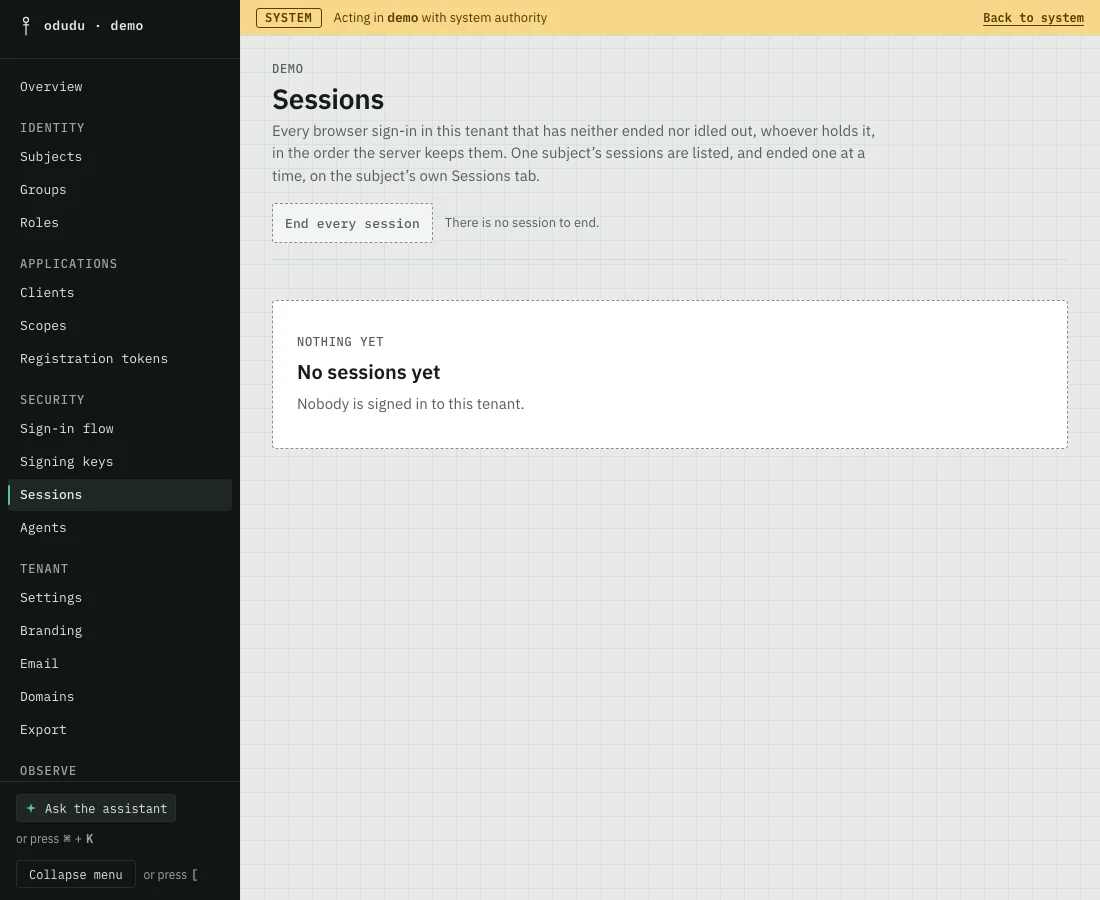 odudu · demo
Overview
IDENTITY
Subjects
Groups
Roles
APPLICATIONS
Clients
Scopes
Registration tokens
SECURITY
Sign-in flow
Signing keys
Sessions
Agents
TENANT
Settings
Branding
Email
Domains
Export
OBSERVE
Ask the assistant
or press ⌘ + K
Collapse menu or press [
SYSTEM Acting in demo with system authority Back to system
DEMO
Sessions
Every browser sign-in in this tenant that has neither ended nor idled out, whoever holds it,
in the order the server keeps them. One subject’s sessions are listed, and ended one at a
time, on the subject’s own Sessions tab.
End every session There is no session to end.
NOTHING YET
No sessions yet
Nobody is signed in to this tenant.